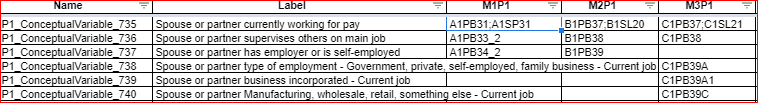 Name Label M1P1 M2P1 M3P1
P1_ConceptualVariable_735 Spouse or partner currently working for pay A1PB31;A1SP31 B1PB37;B1SL20 C1PB37;C1SL21
P1_ConceptualVariable_736 Spouse or partner supervises others on main job A1PB33_2 B1PB38 C1PB38
P1_ConceptualVariable_737 Spouse or partner has employer or is self-employed A1PB34_2 B1PB39
P1_ConceptualVariable_738 Spouse or partner type of employment - Government, private, self-employed, family business - Current job C1PB39A
P1_ConceptualVariable_739 Spouse or partner business incorporated - Current job C1PB39A1
P1_ConceptualVariable_740 Spouse or partner Manufacturing, wholesale, retail, something else - Current job C1PB39C